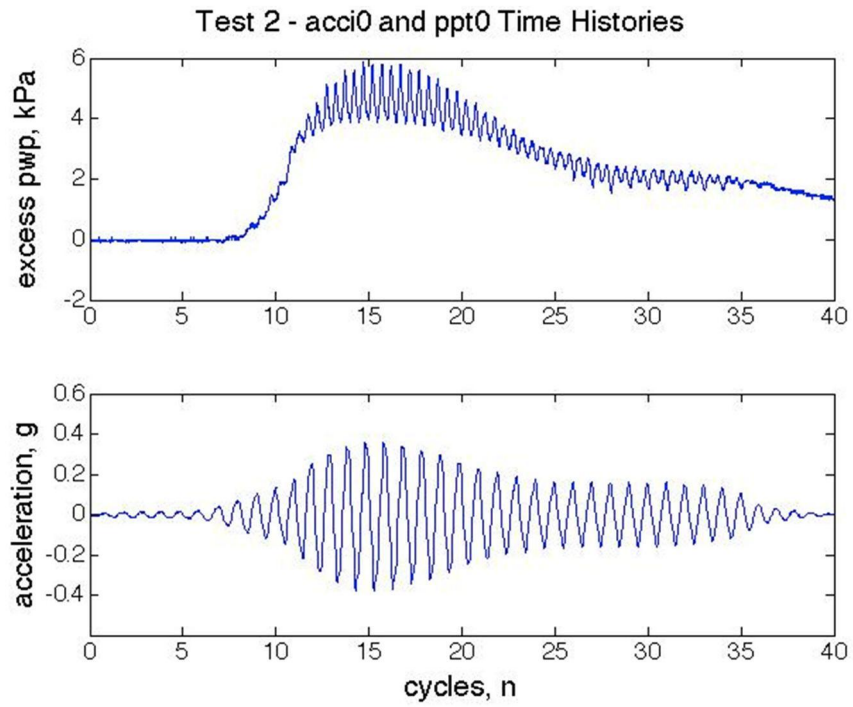 Test 2 - acci0 and ppt0 Time Histories
excess pwp, kPa
6
4
2
0
-2
0 5 10 15 20 25 30 35 40
acceleration, g
0.6
0.4
0.2
0
-0.2
-0.4
0 5 10 15 20 25 30 35 40
cycles, n